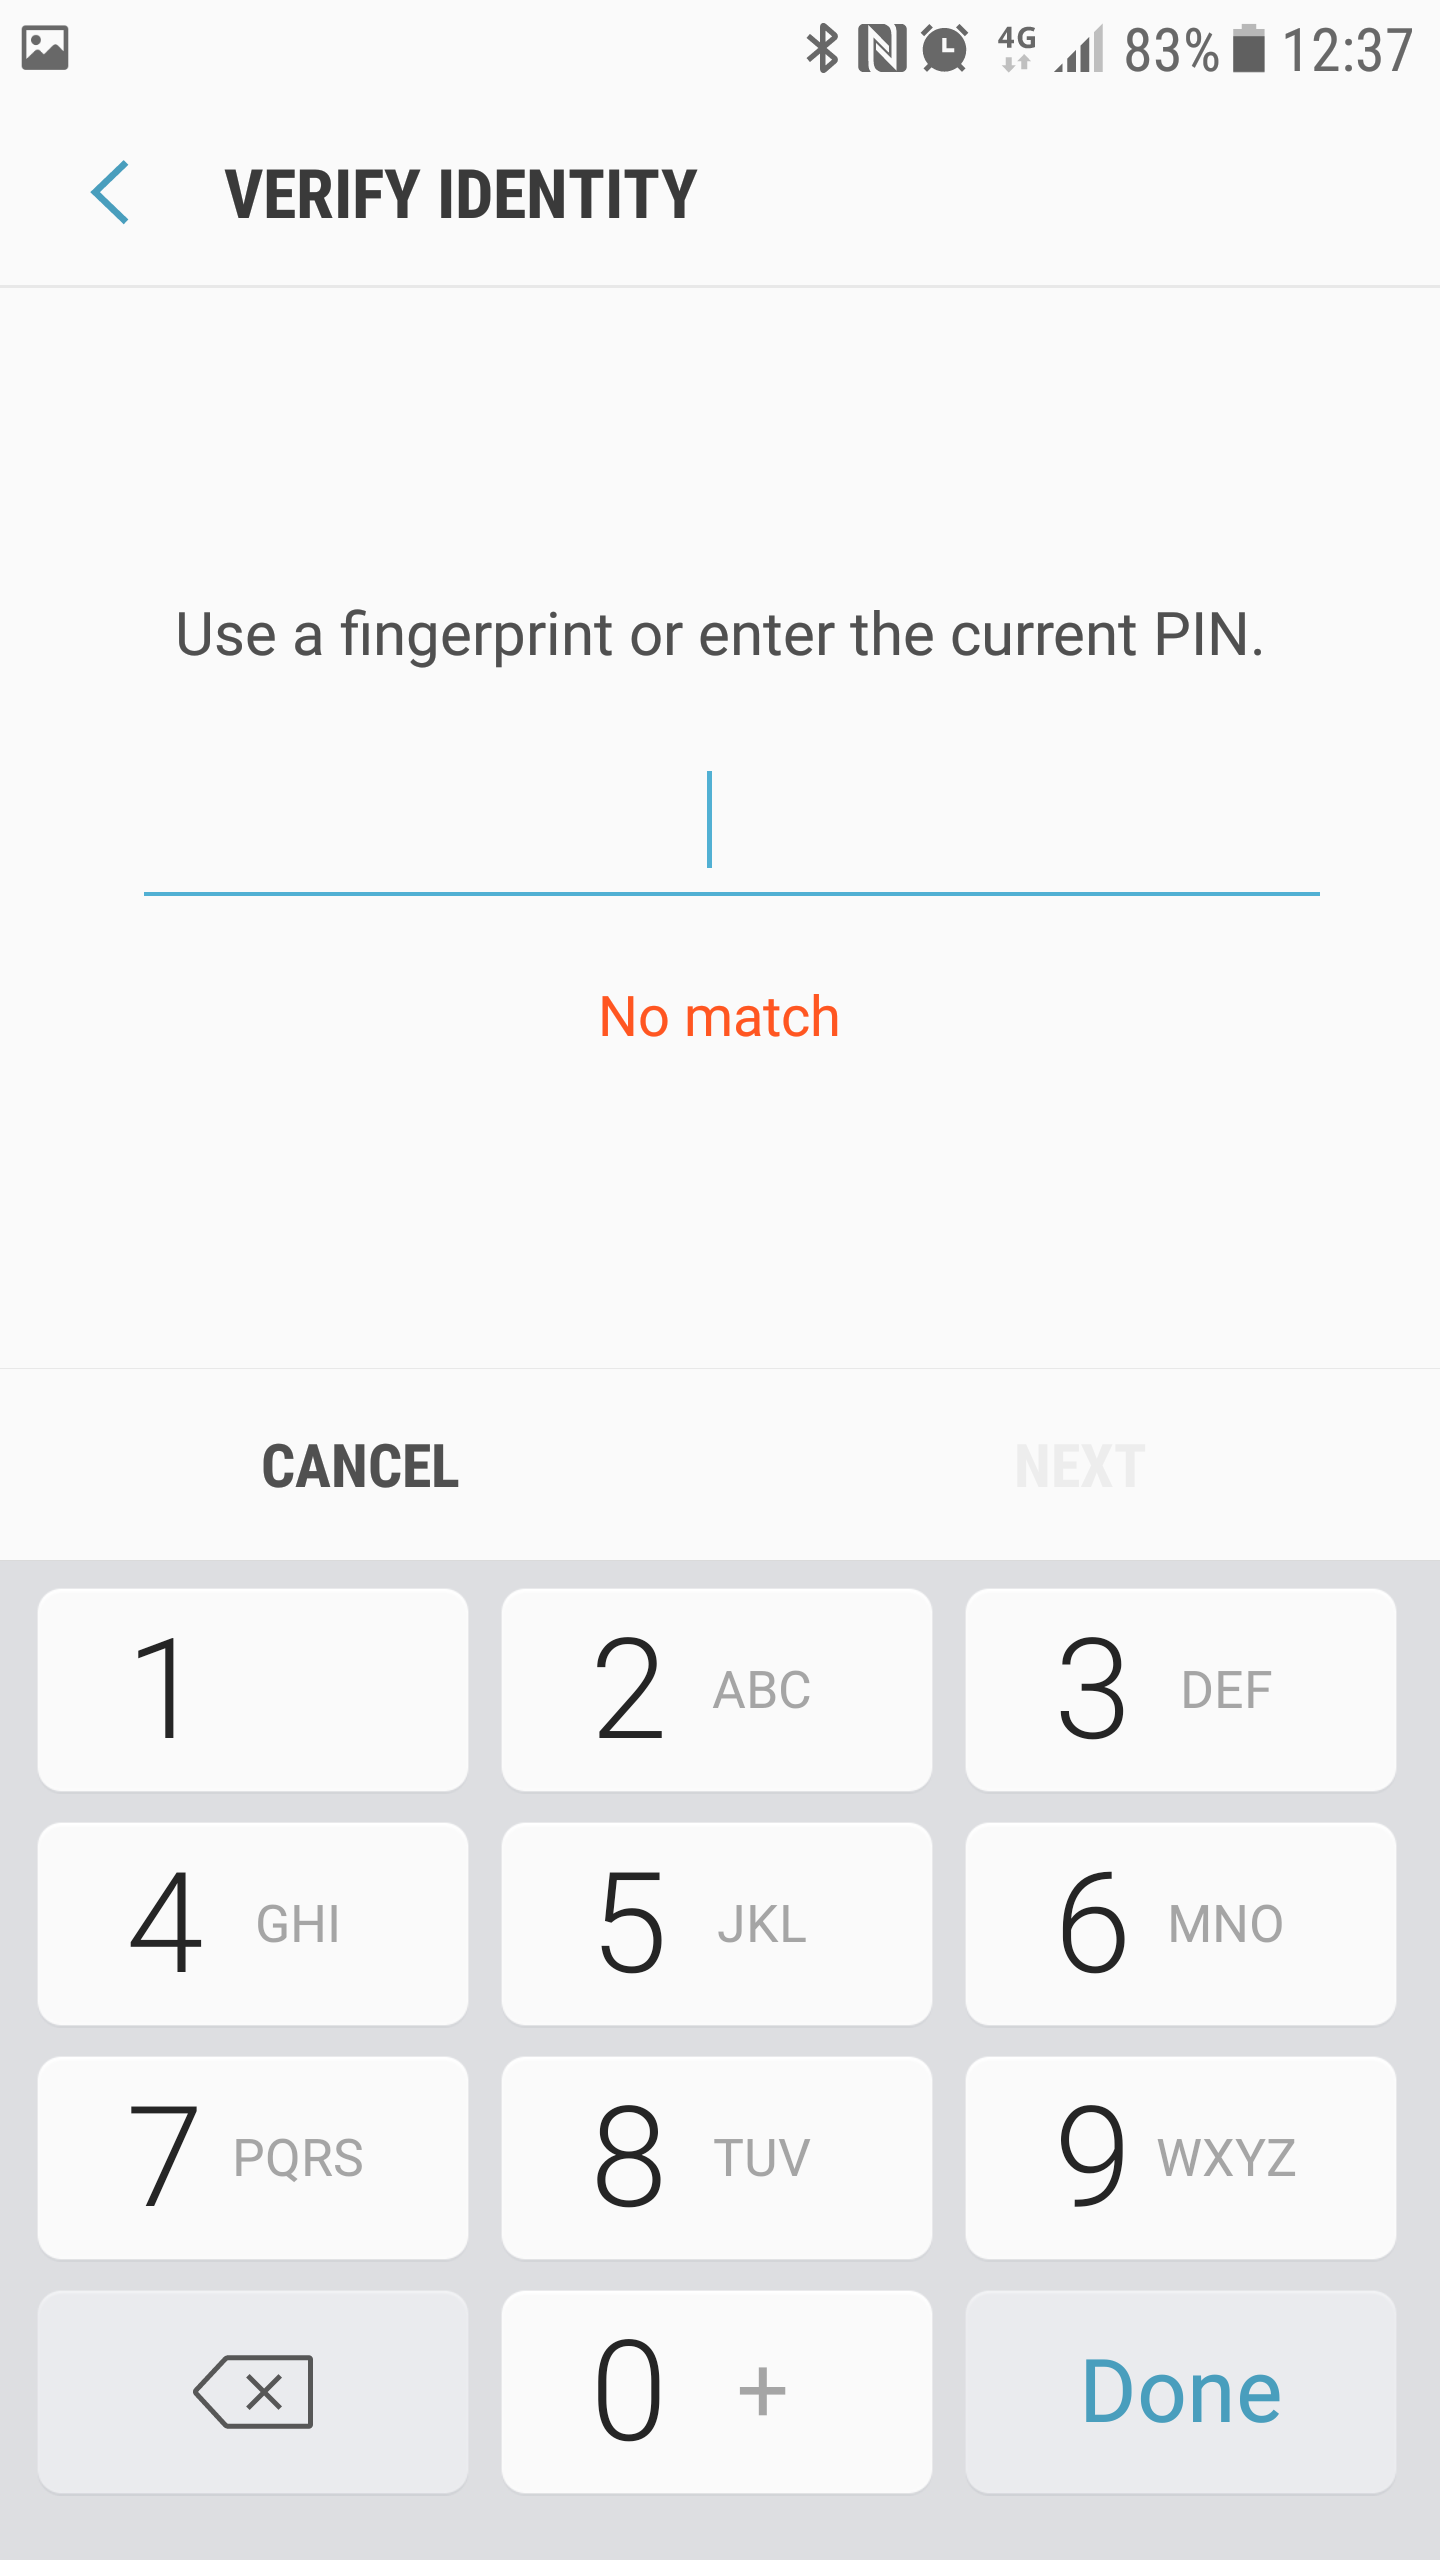 4G 83% 12:37
VERIFY IDENTITY
Use a fingerprint or enter the current PIN.
No match
CANCEL NEXT
1 2 ABC 3 DEF
4 GHI 5 JKL 6 MNO
7 PQRS 8 TUV 9 WXYZ
0 + Done